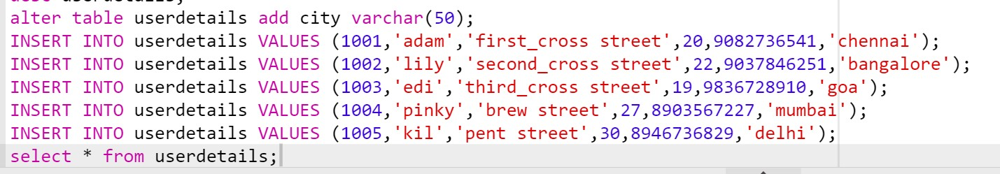 alter table userdetails add city varchar(50);
INSERT INTO userdetails VALUES (1001,'adam','first_cross street',20,9082736541,'chennai');
INSERT INTO userdetails VALUES (1002,'lily','second_cross street',22,9037846251,'bangalore');
INSERT INTO userdetails VALUES (1003,'edi','third_cross street',19,9836728910,'goa');
INSERT INTO userdetails VALUES (1004,'pinky','brew street',27,8903567227,'mumbai');
INSERT INTO userdetails VALUES (1005,'kil','pent street',30,8946736829,'delhi');
select * from userdetails;